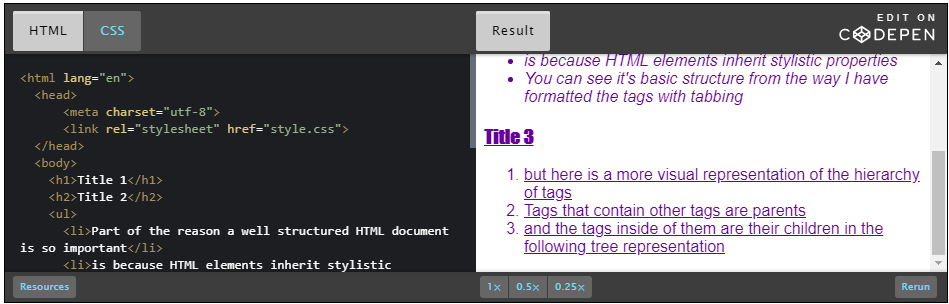 HTML
CSS
Result
EDIT ON
CODEPEN
<html lang="en">
<head>
<meta charset="utf-8">
<link rel="stylesheet" href="style.css">
</head>
<body>
<h1>Title 1</h1>
<h2>Title 2</h2>
<ul>
<li>Part of the reason a well structured HTML document
is so important</li>
<li>is because HTML elements inherit stylistic
is because HTML elements inherit stylistic properties
You can see it's basic structure from the way I have
formatted the tags with tabbing
Title 3
1. but here is a more visual representation of the hierarchy
of tags
2. Tags that contain other tags are parents
3. and the tags inside of them are their children in the
following tree representation
Resources
1x
0.5x
0.25x
Rerun